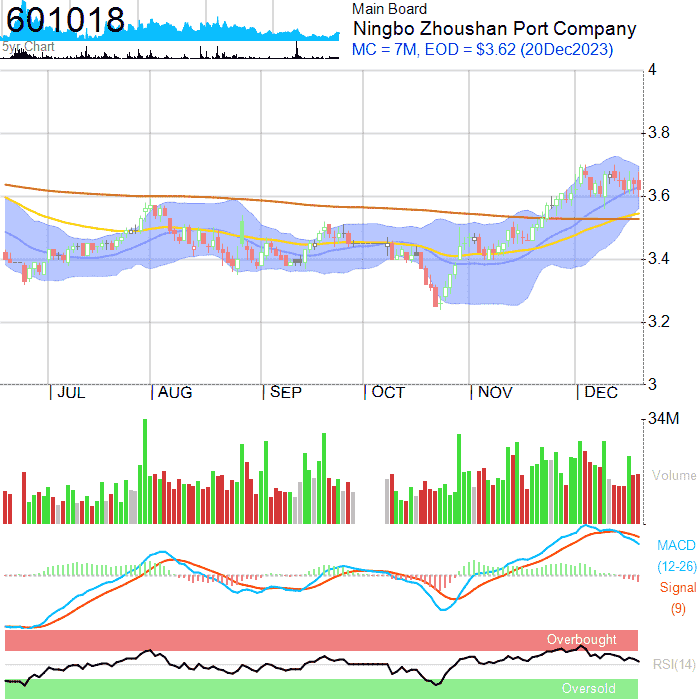 601018
5yr Chart
Main Board
Ningbo Zhoushan Port Company
MC = 7M, EOD = $3.62 (20Dec2023)
4
3.8
3.6
3.4
3.2
3
JUL AUG SEP OCT NOV DEC
34M
Volume
MACD
(12-26)
Signal
(9)
Overbought
RSI(14)
Oversold